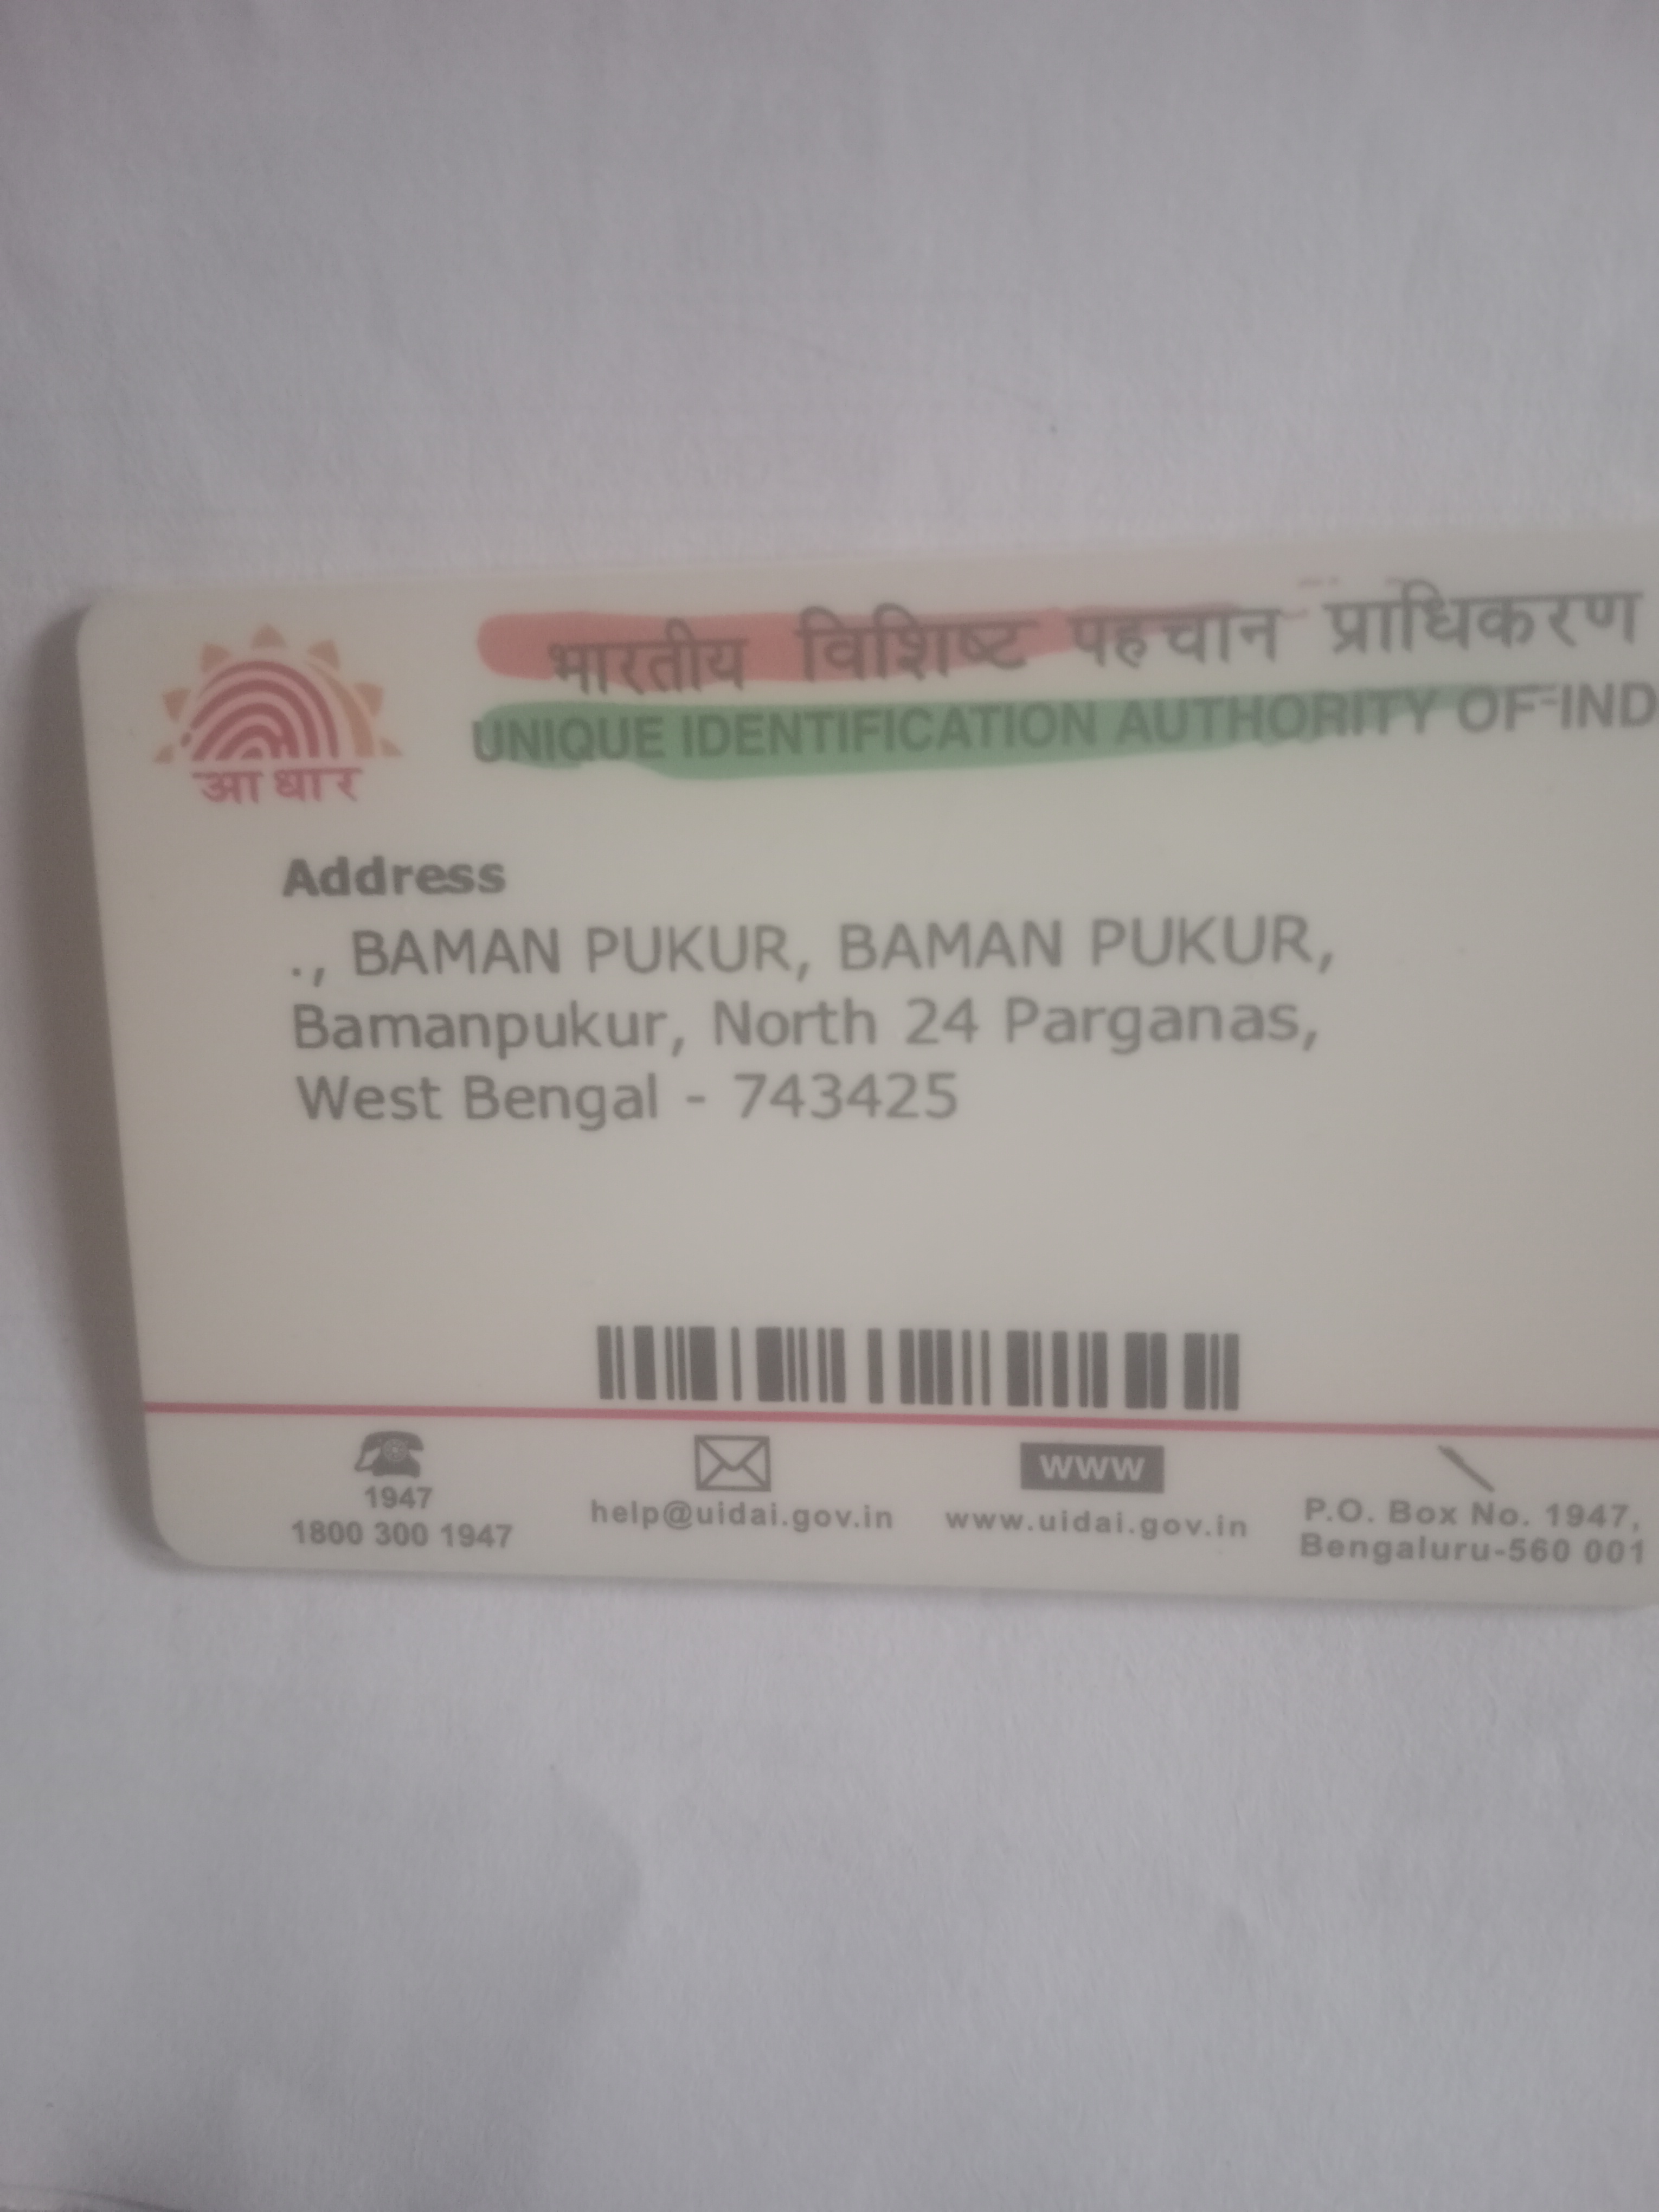 भारतीय विशिष्ट पहचान प्राधिकरण
UNIQUE IDENTIFICATION AUTHORITY OF IND
आधार
Address
., BAMAN PUKUR, BAMAN PUKUR,
Bamanpukur, North 24 Parganas,
West Bengal - 743425
WWW
1947
1800 300 1947
help@uidai.gov.in
www.uidai.gov.in
P.O. Box No. 1947,
Bengaluru-560 001